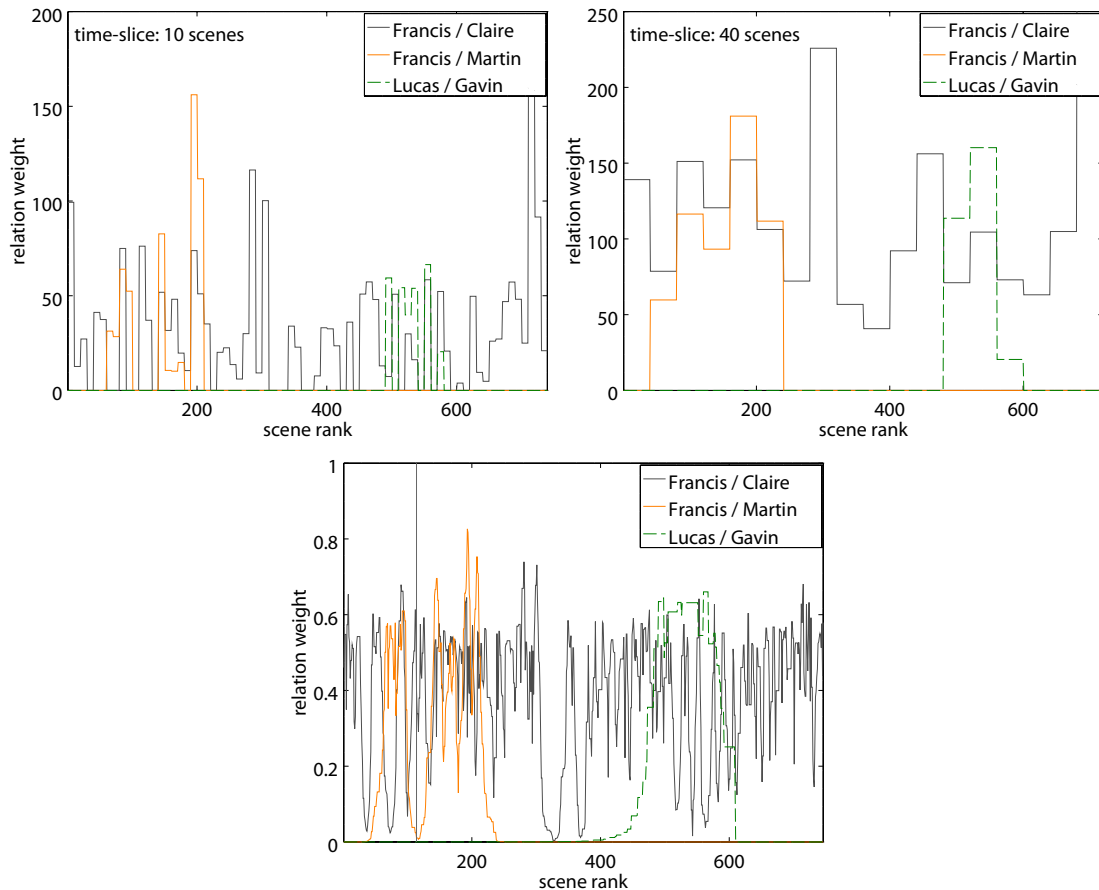 time-slice: 10 scenes
Francis / Claire
Francis / Martin
Lucas / Gavin
200
150
100
50
0
relation weight
200
400
600
scene rank
time-slice: 40 scenes
Francis / Claire
Francis / Martin
Lucas / Gavin
250
200
150
100
50
0
relation weight
200
400
600
scene rank
Francis / Claire
Francis / Martin
Lucas / Gavin
1
0.8
0.6
0.4
0.2
0
relation weight
200
400
600
scene rank